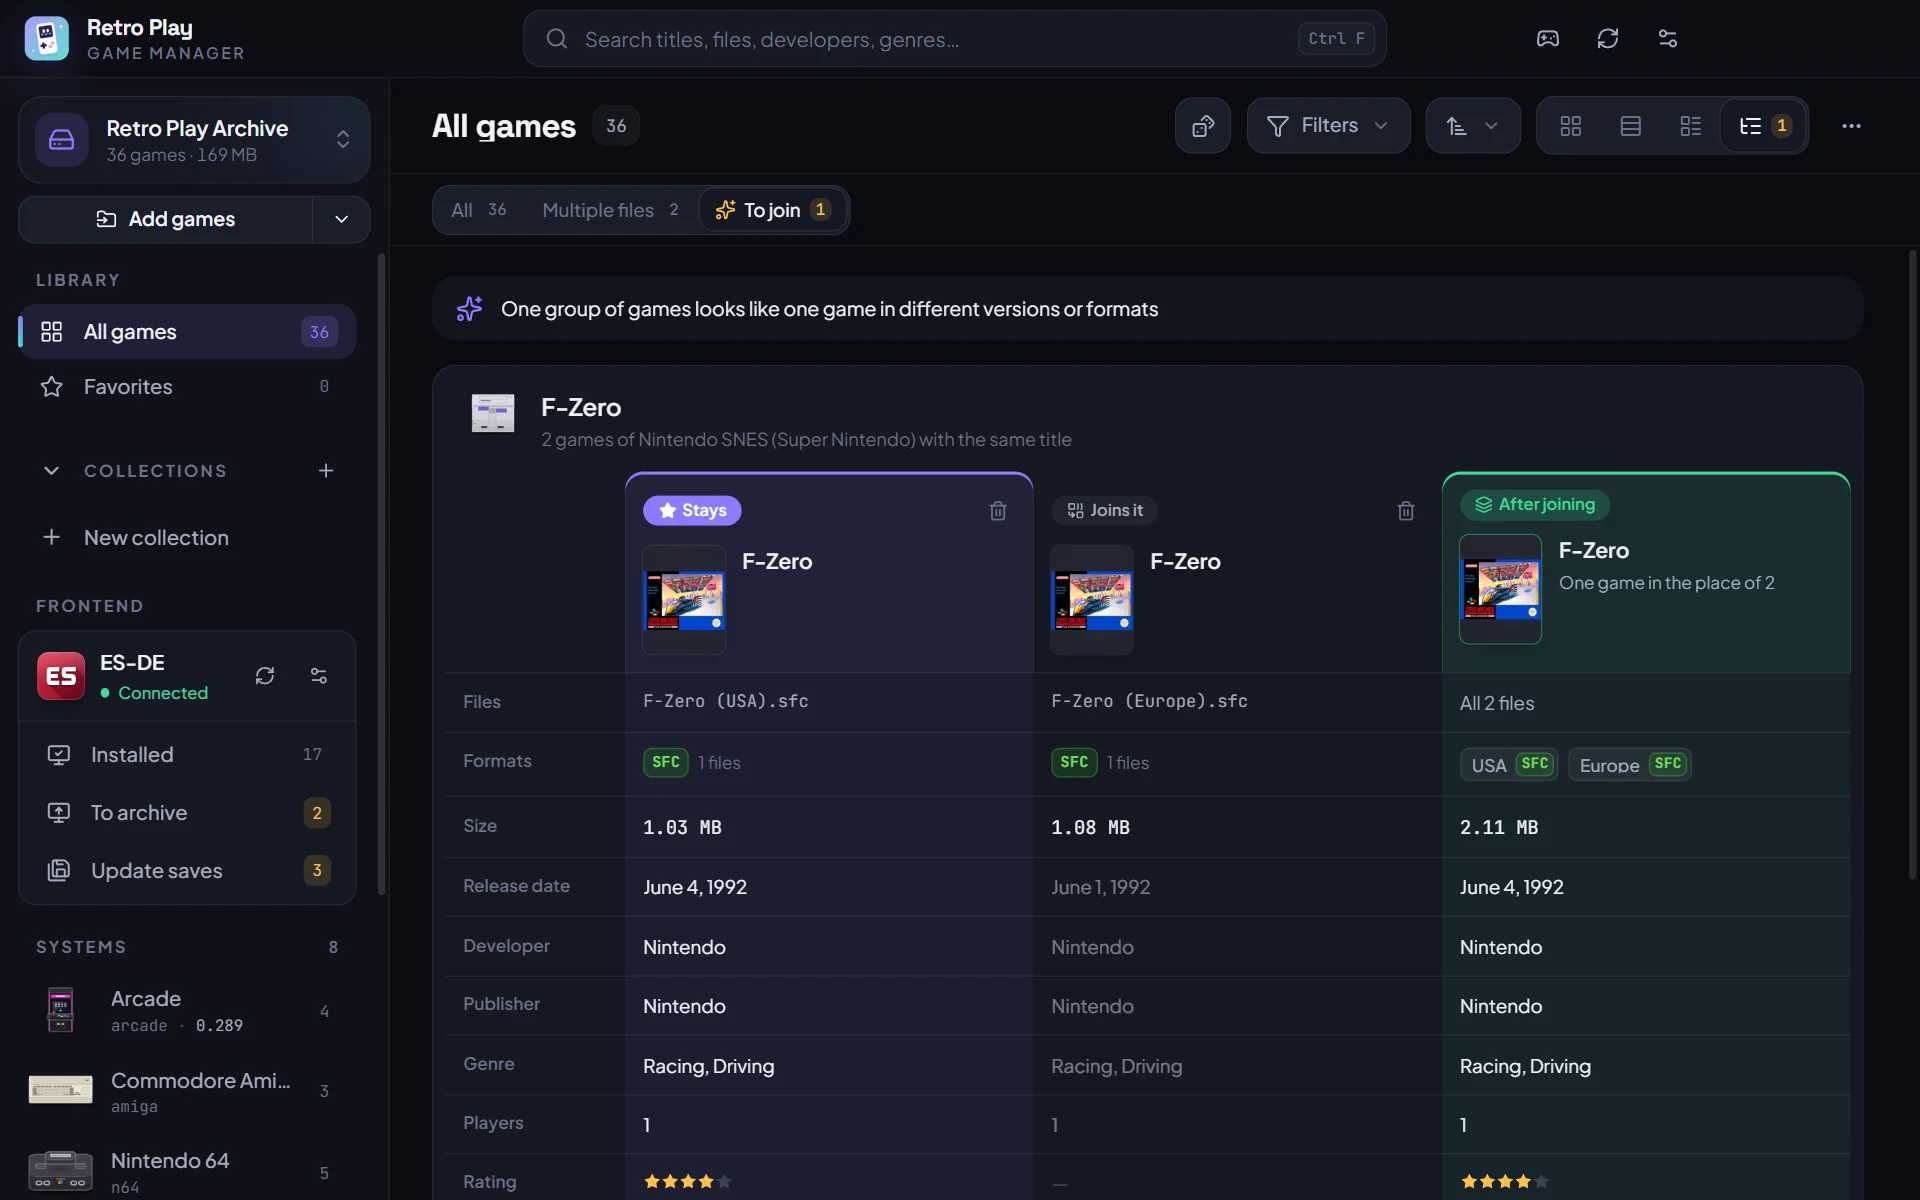 Retro Play
GAME MANAGER
Search titles, files, developers, genres...
Ctrl F
Retro Play Archive
36 games · 169 MB
Add games
LIBRARY
All games 36
Favorites 0
COLLECTIONS
New collection
FRONTEND
ES
ES-DE
Connected
Installed 17
To archive 2
Update saves 3
SYSTEMS 8
Arcade
arcade · 0.289
4
Commodore Ami...
amiga
3
Nintendo 64
n64
5
All games 36
Filters
1
All 36
Multiple files 2
To join 1
One group of games looks like one game in different versions or formats
F-Zero
2 games of Nintendo SNES (Super Nintendo) with the same title
Stays
F-Zero
Joins it
F-Zero
After joining
F-Zero
One game in the place of 2
Files F-Zero (USA).sfc F-Zero (Europe).sfc All 2 files
Formats SFC 1 files SFC 1 files USA SFC Europe SFC
Size 1.03 MB 1.08 MB 2.11 MB
Release date June 4, 1992 June 1, 1992 June 4, 1992
Developer Nintendo Nintendo Nintendo
Publisher Nintendo Nintendo Nintendo
Genre Racing, Driving Racing, Driving Racing, Driving
Players 1 1 1
Rating —